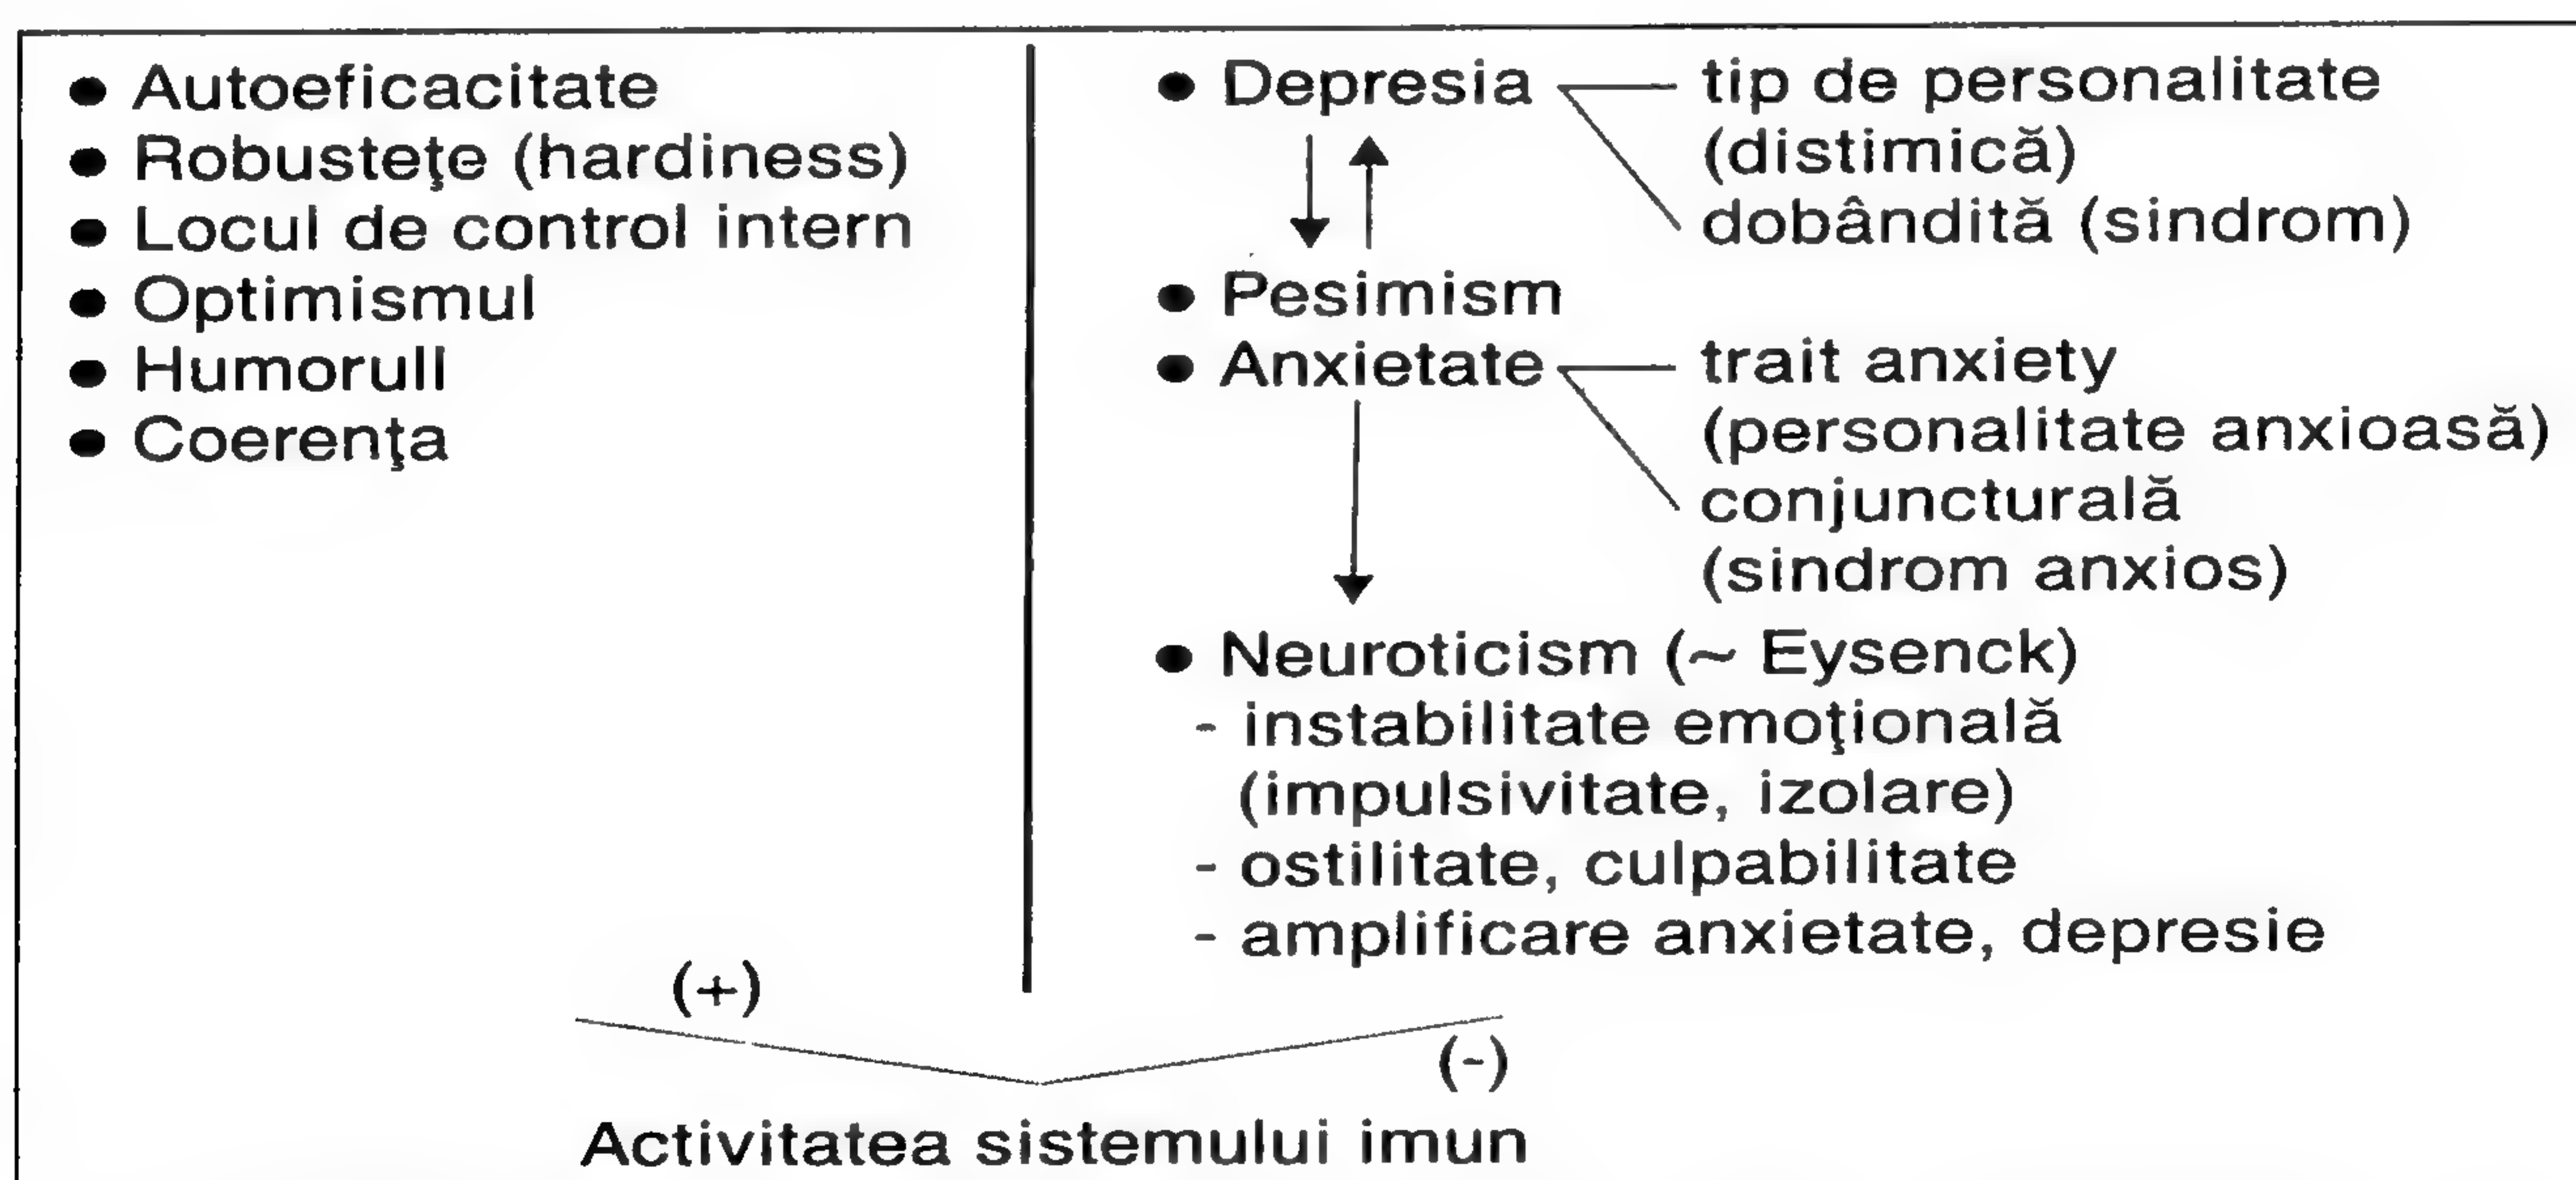 • Autoeficacitate
• Robusteţe (hardiness)
• Locul de control intern
• Optimismul
• Humorull
• Coerenţa
• Depresia
tip de personalitate
(distimică)
dobândită (sindrom)
• Pesimism
• Anxietate
trait anxiety
(personalitate anxioasă)
conjuncturală
(sindrom anxios)
• Neuroticism (~ Eysenck)
- instabilitate emoţională
(impulsivitate, izolare)
- ostilitate, culpabilitate
- amplificare anxietate, depresie
(+)
(-)
Activitatea sistemului imun